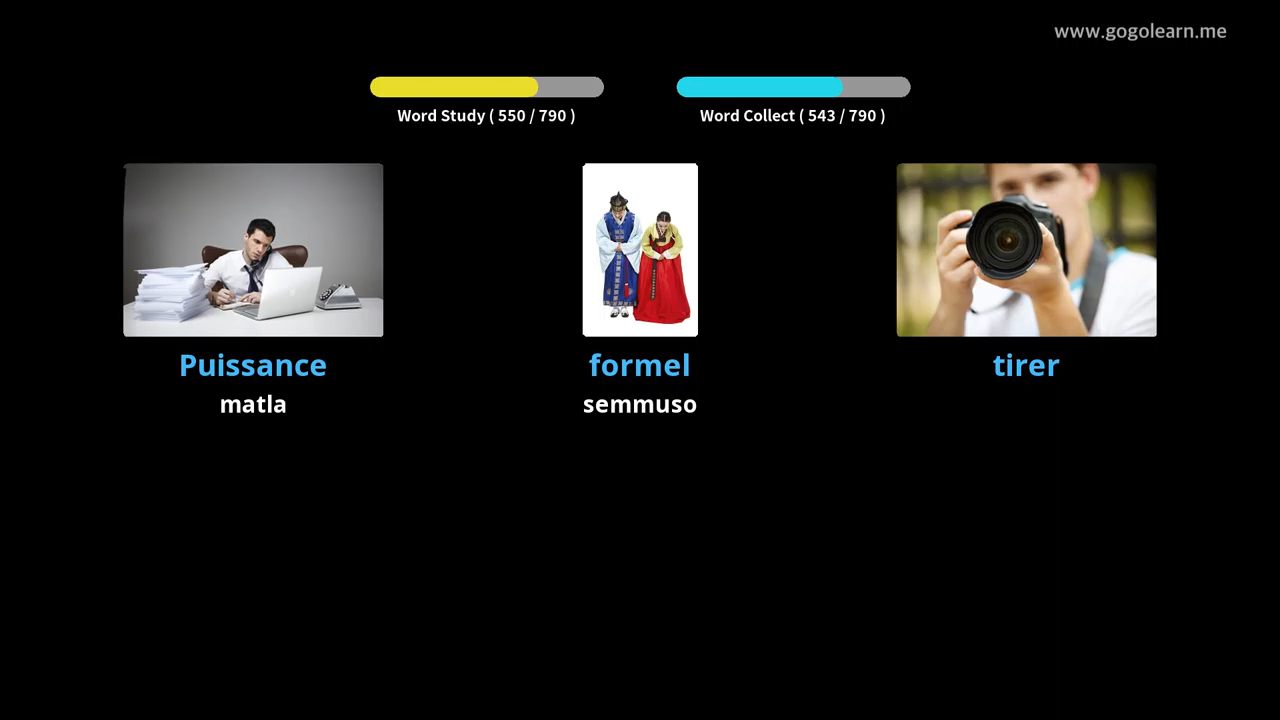 www.gogolearn.me
Word Study ( 550 / 790 )
Word Collect ( 543 / 790 )
Puissance
formel
tirer
matla
semmuso